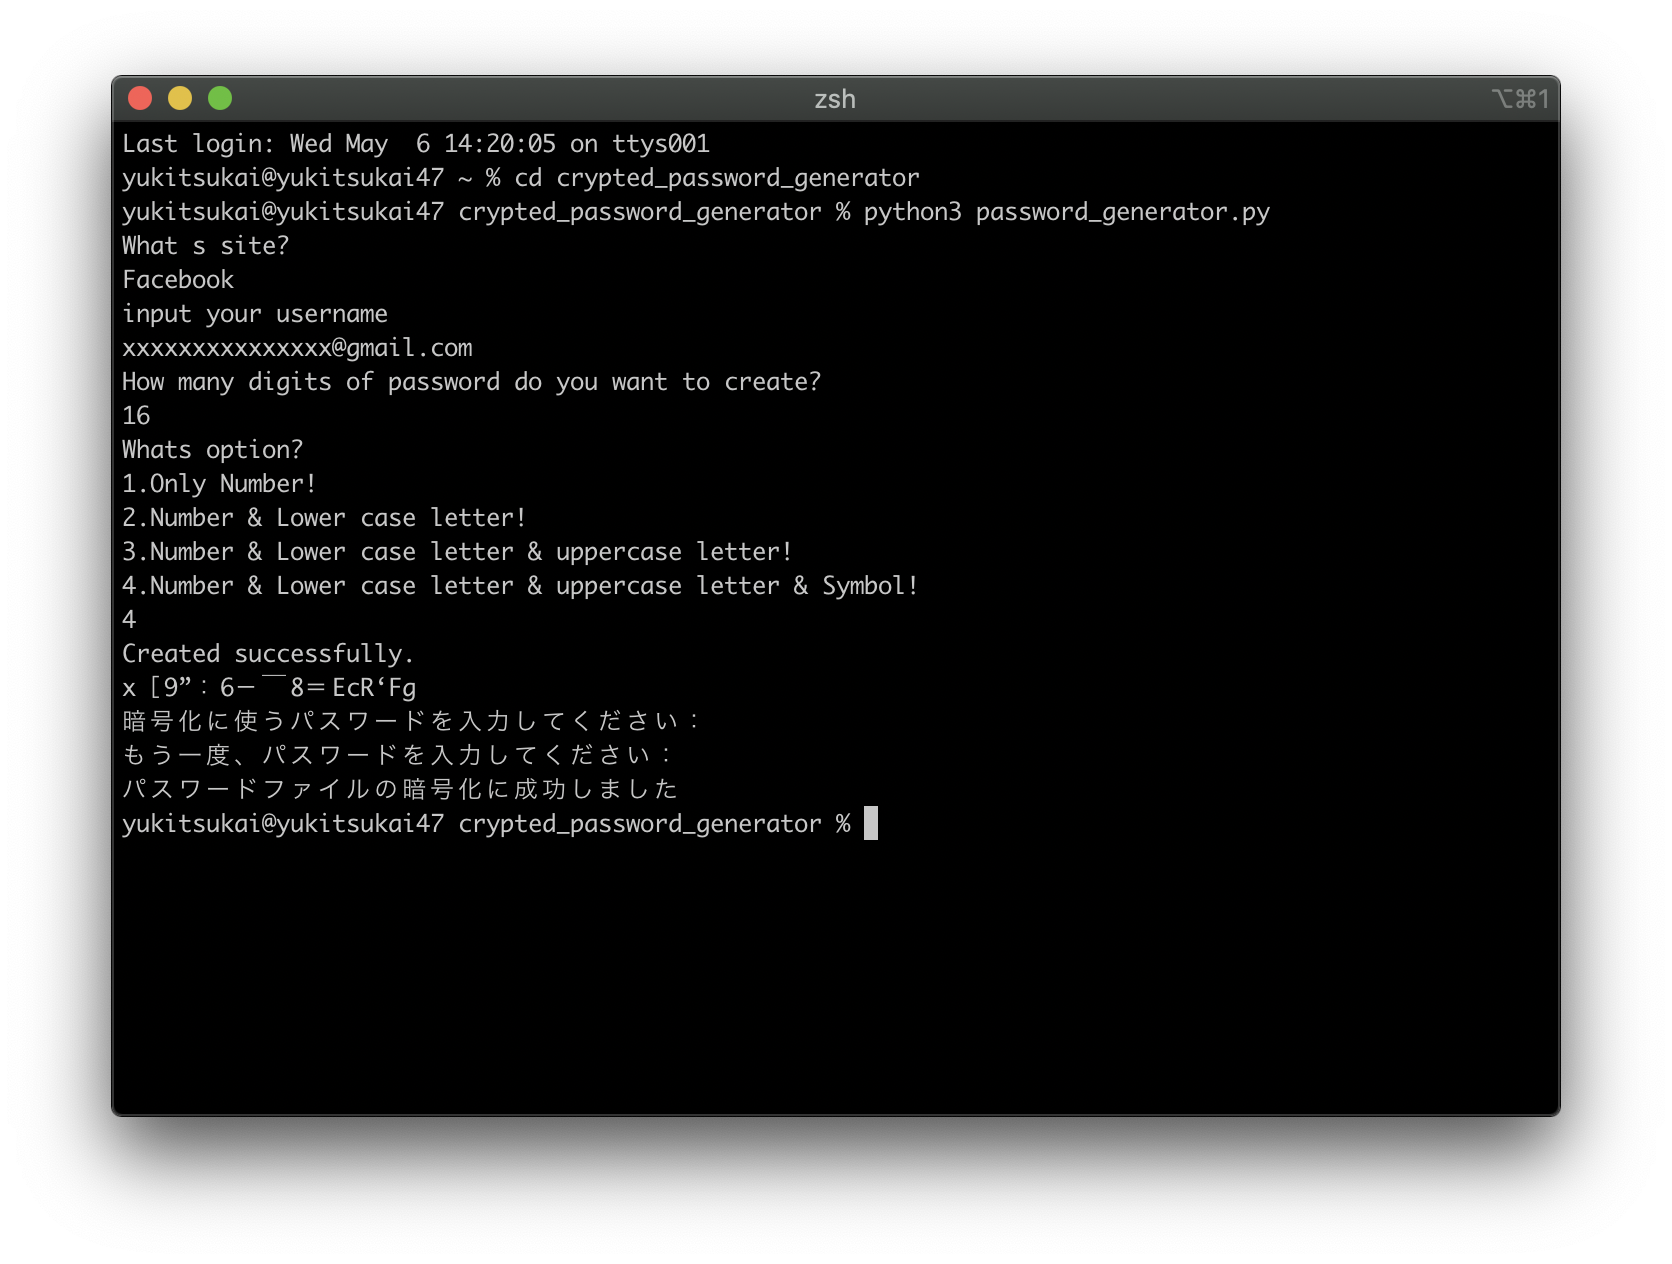 zsh
⌥⌘1
Last login: Wed May  6 14:20:05 on ttys001
yukitsukai@yukitsukai47 ~ % cd crypted_password_generator
yukitsukai@yukitsukai47 crypted_password_generator % python3 password_generator.py
What s site?
Facebook
input your username
xxxxxxxxxxxxxxx@gmail.com
How many digits of password do you want to create?
16
Whats option?
1.Only Number!
2.Number & Lower case letter!
3.Number & Lower case letter & uppercase letter!
4.Number & Lower case letter & uppercase letter & Symbol!
4
Created successfully.
x［9”：6－￣8＝EcR‘Fg
暗号化に使うパスワードを入力してください：
もう一度、パスワードを入力してください：
パスワードファイルの暗号化に成功しました
yukitsukai@yukitsukai47 crypted_password_generator %